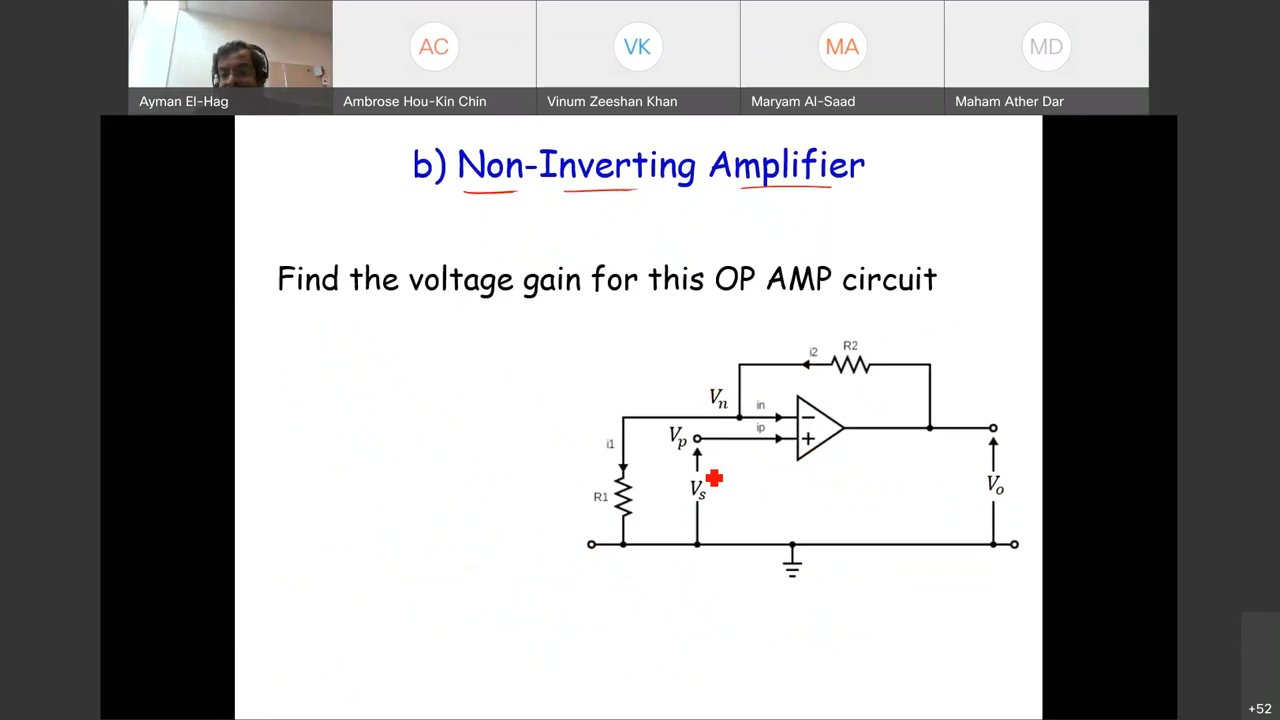 AC
VK
MA
MD
Ayman El-Hag
Ambrose Hou-Kin Chin
Vinum Zeeshan Khan
Maryam Al-Saad
Maham Ather Dar
b) Non-Inverting Amplifier
Find the voltage gain for this OP AMP circuit
i2
R2
Vn
in
−
Vp
ip
+
i1
R1
Vs
Vo
+52